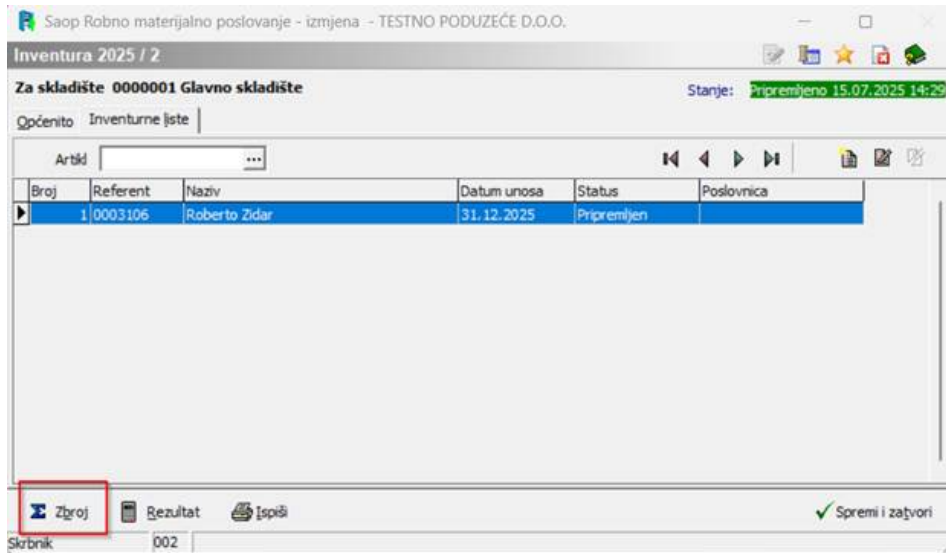 Saop Robno materijalno poslovanje - izmjena - TESTNO PODUZEĆE D.O.O.
Inventura 2025 / 2
Za skladište 0000001 Glavno skladište Stanje: Pripremljeno 15.07.2025 14:29
Općenito Inventurne liste
Artikl ...
Broj Referent Naziv Datum unosa Status Poslovnica
1 0003106 Roberto Zidar 31.12.2025 Pripremljen
Σ Zbroj Rezultat Ispiši Spremi i zatvori
Skrbnik 002